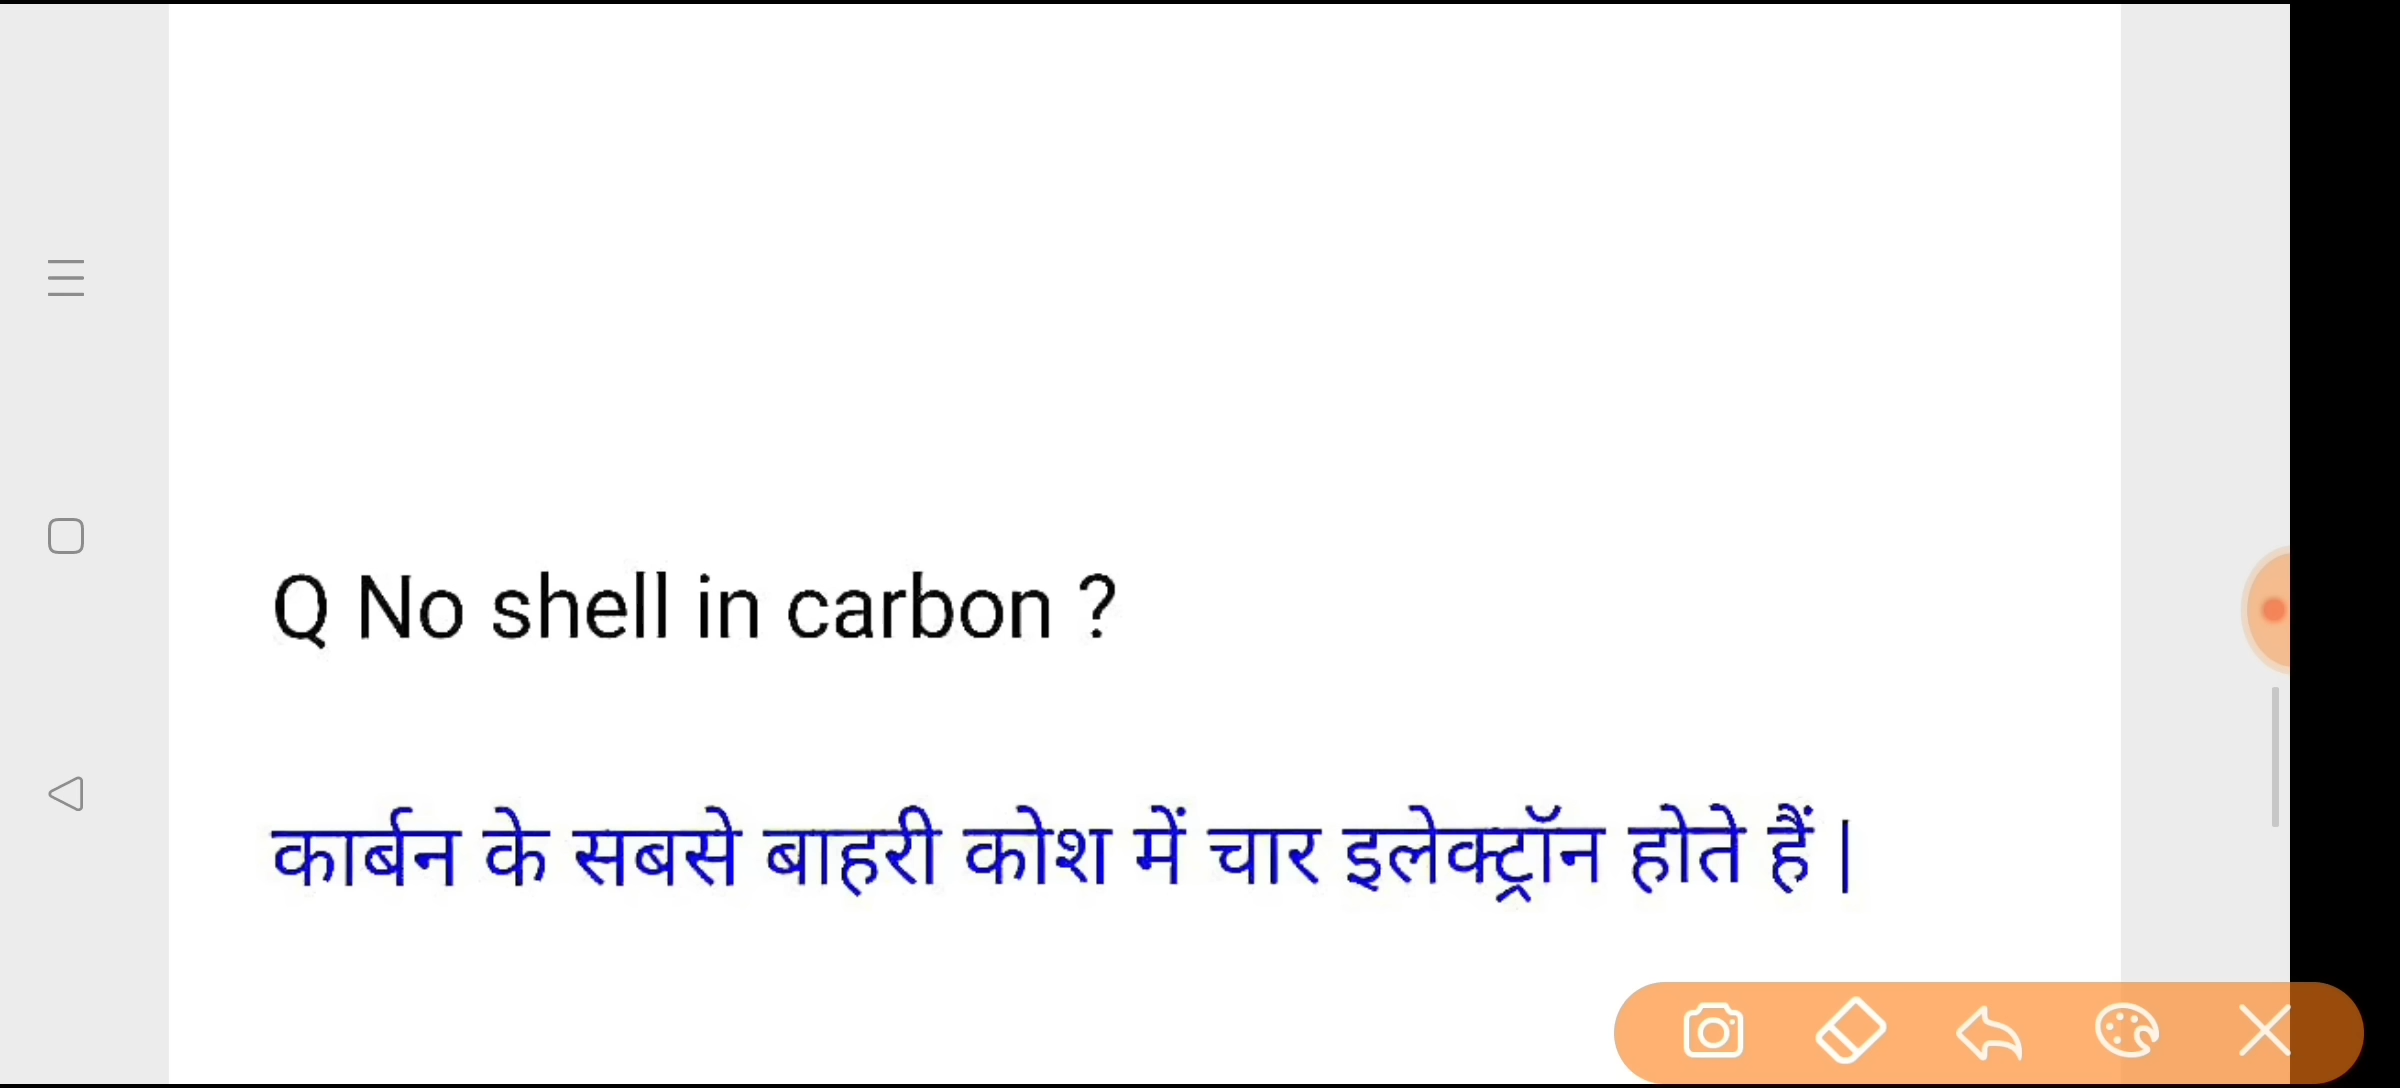 Q No shell in carbon ?
कार्बन के सबसे बाहरी कोश में चार इलेक्ट्रॉन होते हैं |